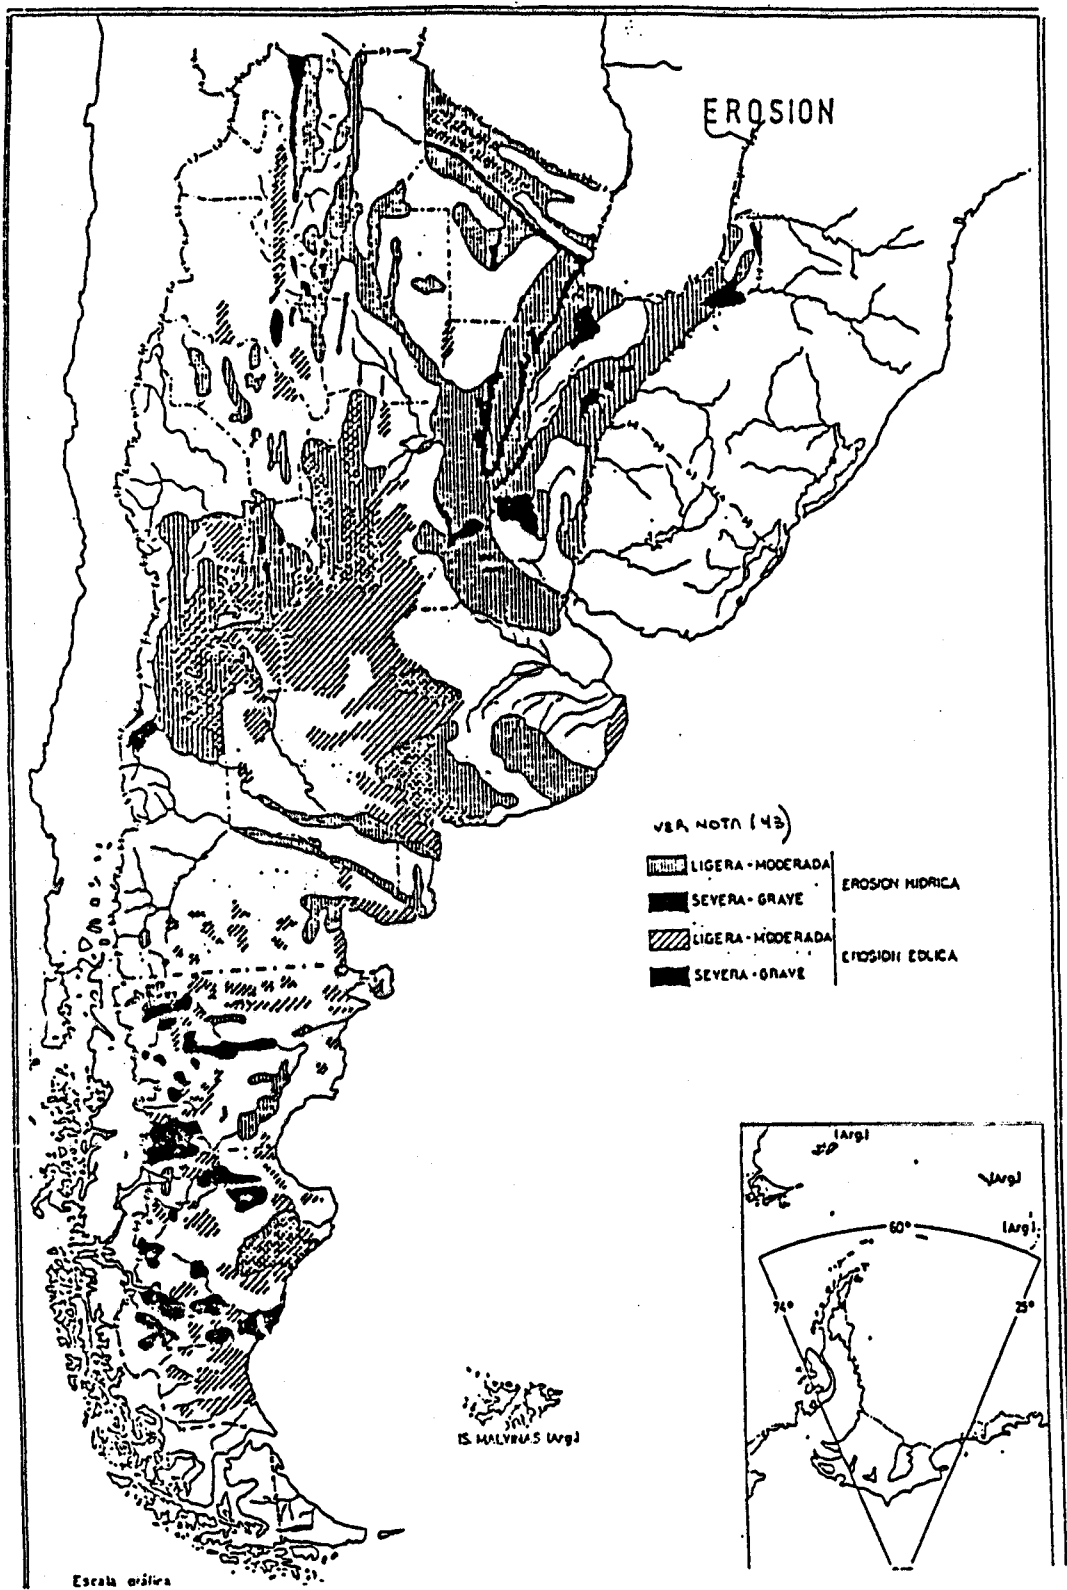 EROSION
VER NOTA (43)
LIGERA-MODERADA
SEVERA-GRAVE
EROSION HIDRICA
LIGERA-MODERADA
SEVERA-GRAVE
EROSION EOLICA
(Arg.)
(Arg)
(Arg)
60°
74°
25°
IS. MALVINAS (Arg.)
Escala gráfica